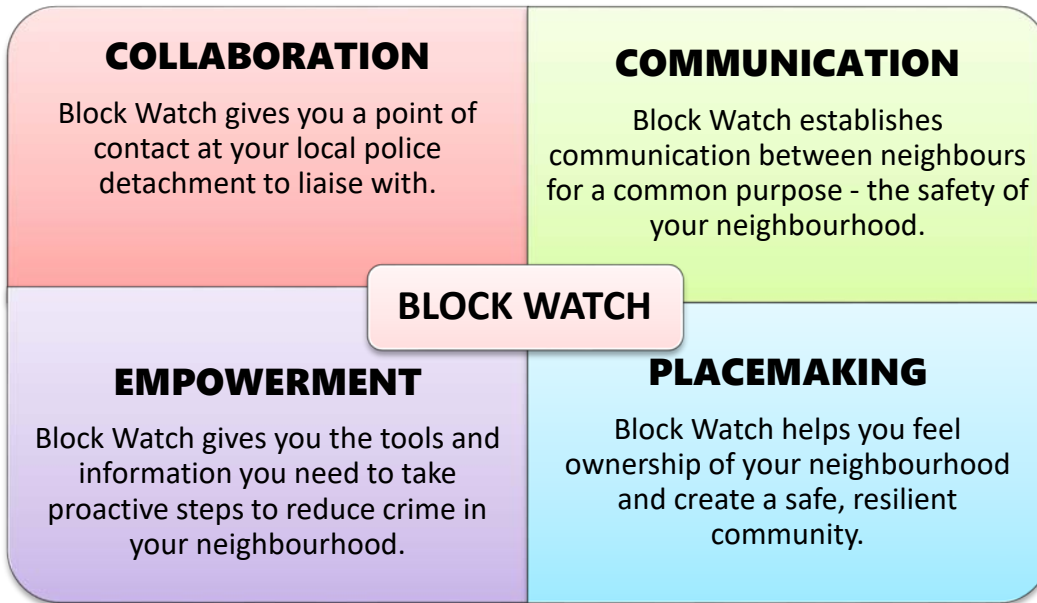 COLLABORATION
Block Watch gives you a point of
contact at your local police
detachment to liaise with.
COMMUNICATION
Block Watch establishes
communication between neighbours
for a common purpose - the safety of
your neighbourhood.
BLOCK WATCH
EMPOWERMENT
Block Watch gives you the tools and
information you need to take
proactive steps to reduce crime in
your neighbourhood.
PLACEMAKING
Block Watch helps you feel
ownership of your neighbourhood
and create a safe, resilient
community.